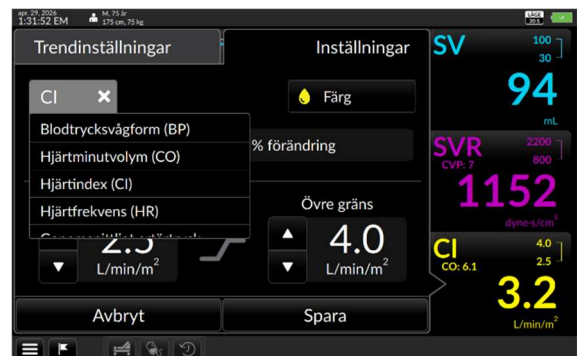 apr. 29, 2026
1:31:52 EM
M, 75 år
175 cm, 75 kg
LÄGE
20 S
Trendinställningar
Inställningar
CI
Färg
Blodtrycksvågform (BP)
Hjärtminutvolym (CO)
Hjärtindex (CI)
Hjärtfrekvens (HR)
% förändring
Övre gräns
2.5
L/min/m²
4.0
L/min/m²
Avbryt
Spara
SV
100
30
94
mL
SVR
CVP: 7
2200
800
1152
dyne-s/cm⁵
CI
CO: 6.1
4.0
2.5
3.2
L/min/m²